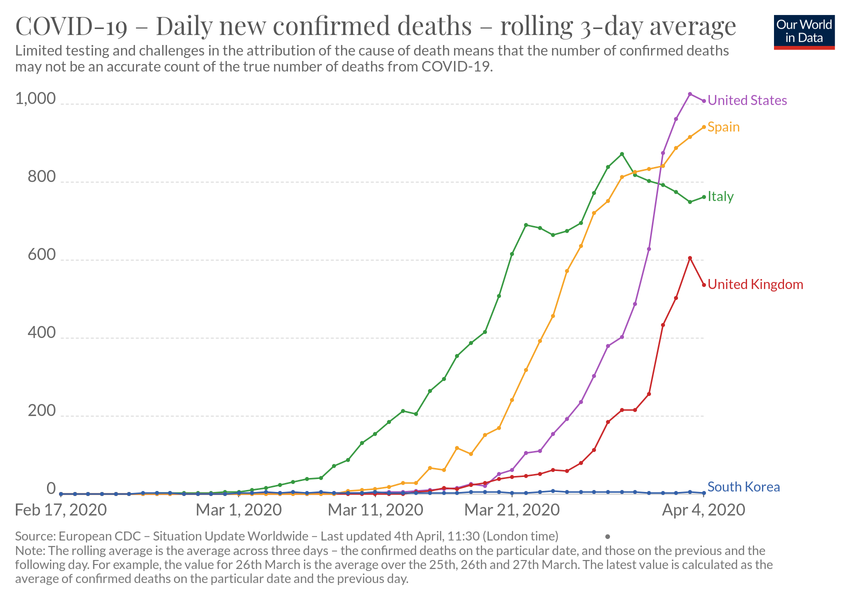 COVID-19 – Daily new confirmed deaths – rolling 3-day average
Our World
in Data
Limited testing and challenges in the attribution of the cause of death means that the number of confirmed deaths
may not be an accurate count of the true number of deaths from COVID-19.
1,000
United States
Spain
800
Italy
600
United Kingdom
400
200
0
South Korea
Feb 17, 2020
Mar 1, 2020
Mar 11, 2020
Mar 21, 2020
Apr 4, 2020
Source: European CDC – Situation Update Worldwide – Last updated 4th April, 11:30 (London time)
Note: The rolling average is the average across three days – the confirmed deaths on the particular date, and those on the previous and the
following day. For example, the value for 26th March is the average over the 25th, 26th and 27th March. The latest value is calculated as the
average of confirmed deaths on the particular date and the previous day.